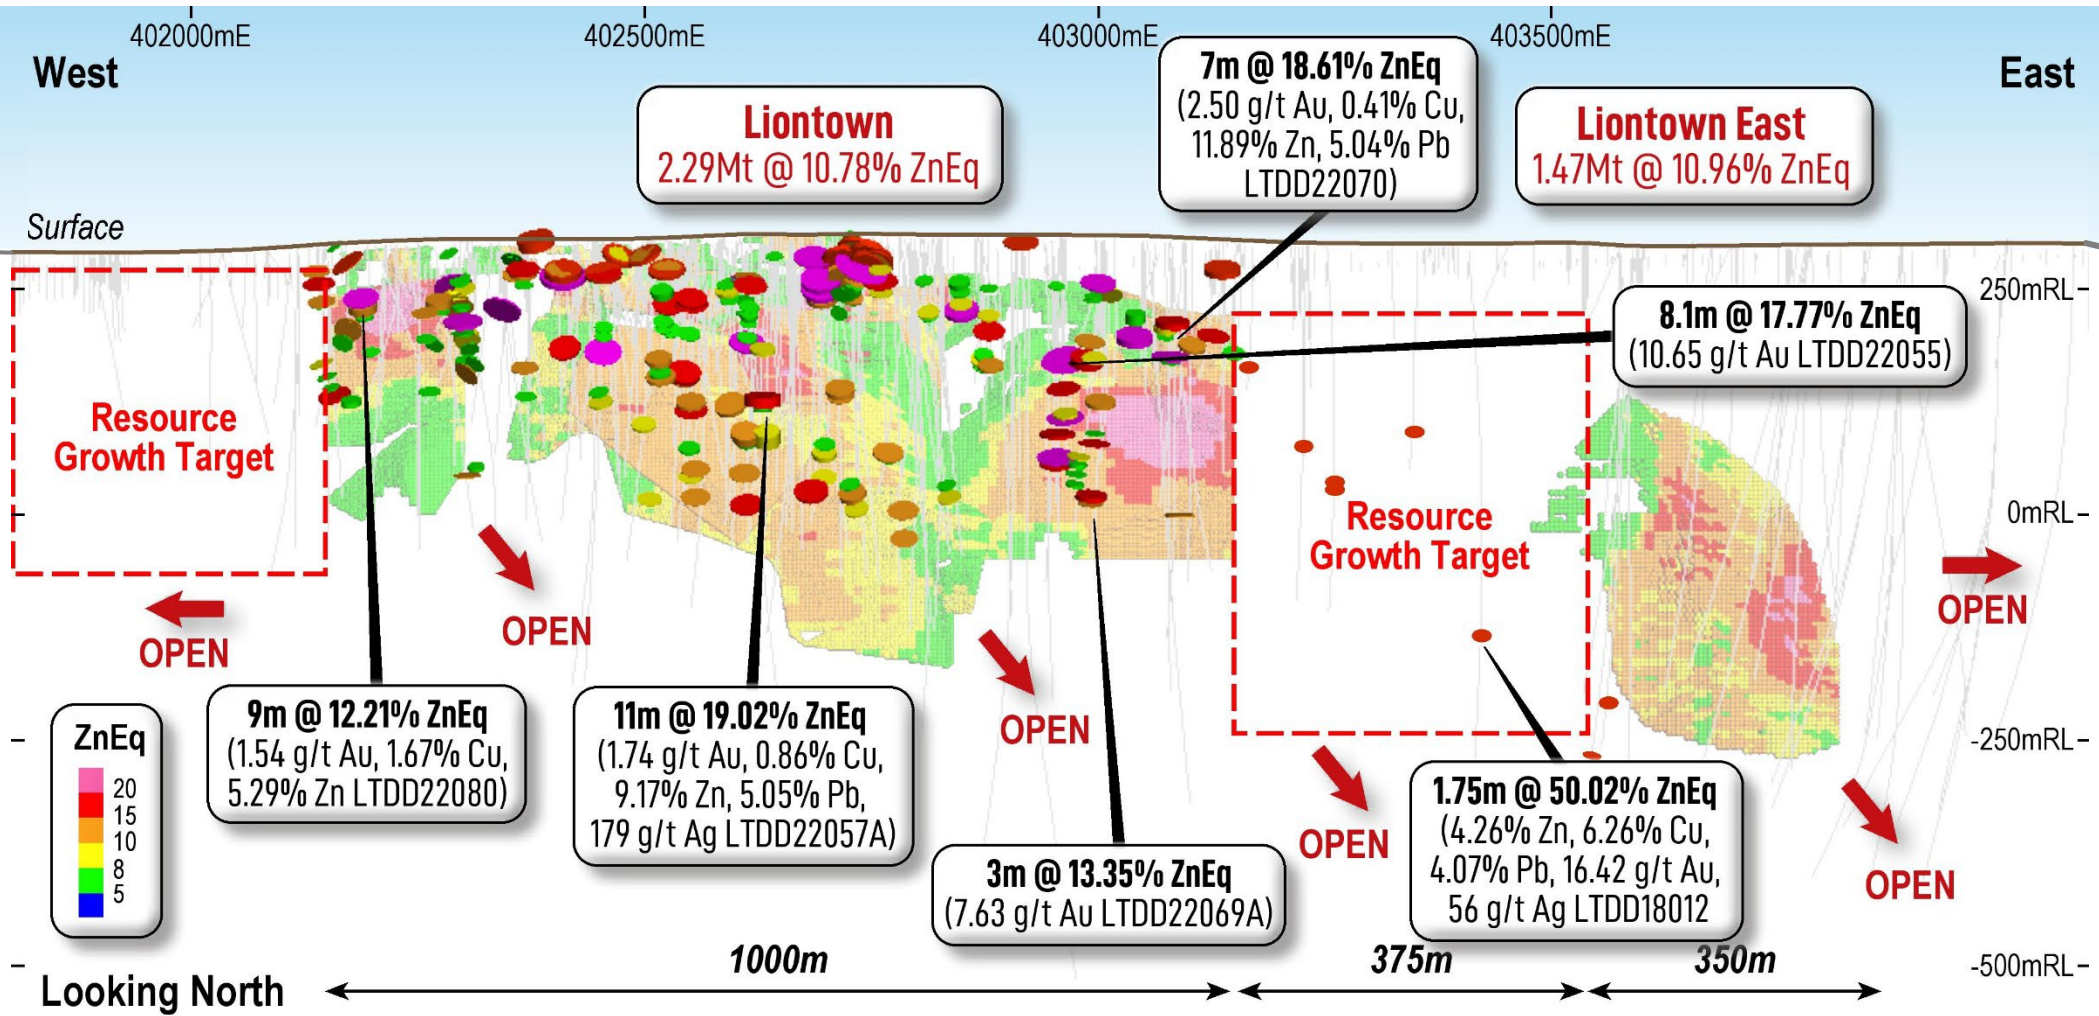 402000mE
402500mE
403000mE
403500mE
West
East
Liontown
2.29Mt @ 10.78% ZnEq
7m @ 18.61% ZnEq
(2.50 g/t Au, 0.41% Cu,
11.89% Zn, 5.04% Pb
LTDD22070)
Liontown East
1.47Mt @ 10.96% ZnEq
Surface
250mRL
8.1m @ 17.77% ZnEq
(10.65 g/t Au LTDD22055)
Resource
Growth Target
Resource
Growth Target
0mRL
OPEN
OPEN
OPEN
OPEN
OPEN
OPEN
-250mRL
ZnEq
20
15
10
8
5
9m @ 12.21% ZnEq
(1.54 g/t Au, 1.67% Cu,
5.29% Zn LTDD22080)
11m @ 19.02% ZnEq
(1.74 g/t Au, 0.86% Cu,
9.17% Zn, 5.05% Pb,
179 g/t Ag LTDD22057A)
3m @ 13.35% ZnEq
(7.63 g/t Au LTDD22069A)
1.75m @ 50.02% ZnEq
(4.26% Zn, 6.26% Cu,
4.07% Pb, 16.42 g/t Au,
56 g/t Ag LTDD18012
1000m
375m
350m
-500mRL
Looking North